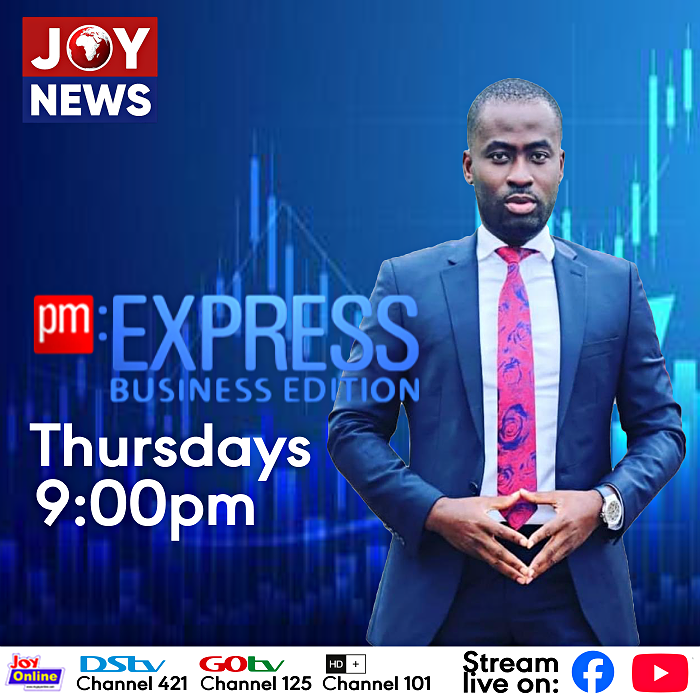 JOY
NEWS
pm:EXPRESS
BUSINESS EDITION
Thursdays
9:00pm
JOY
Online
DStv
Channel 421
GOtv
Channel 125
HD +
Channel 101
Stream
live on: